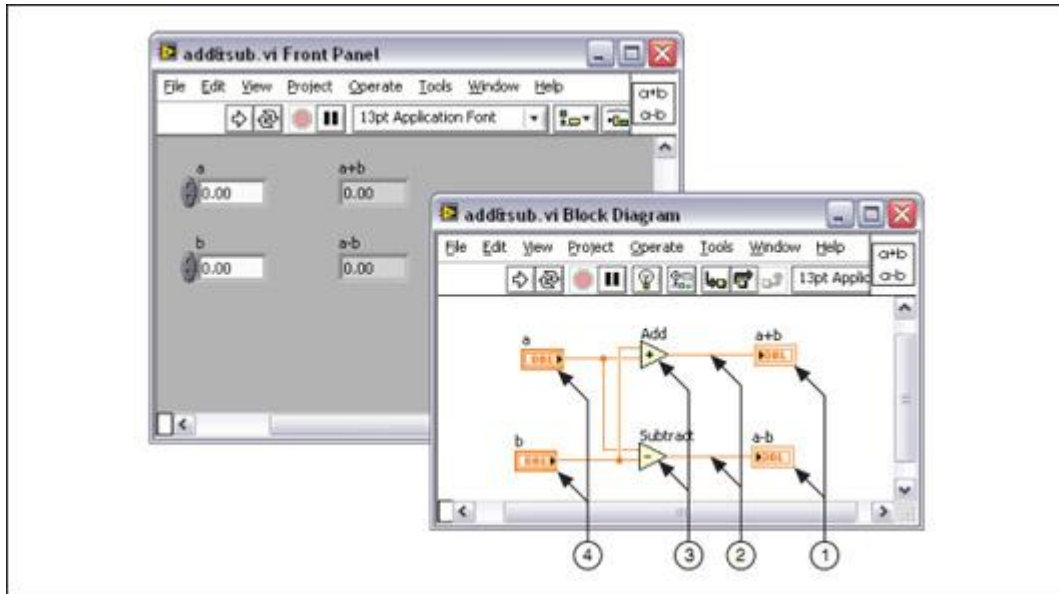 add&sub.vi Front Panel
File Edit View Project Operate Tools Window Help
a+b
a-b
13pt Application Font
a
0.00
a+b
0.00
b
0.00
a-b
0.00
add&sub.vi Block Diagram
File Edit View Project Operate Tools Window Help
a+b
a-b
13pt Applic
a
DBL
Add
+
a+b
DBL
b
DBL
Subtract
-
a-b
DBL
4
3
2
1